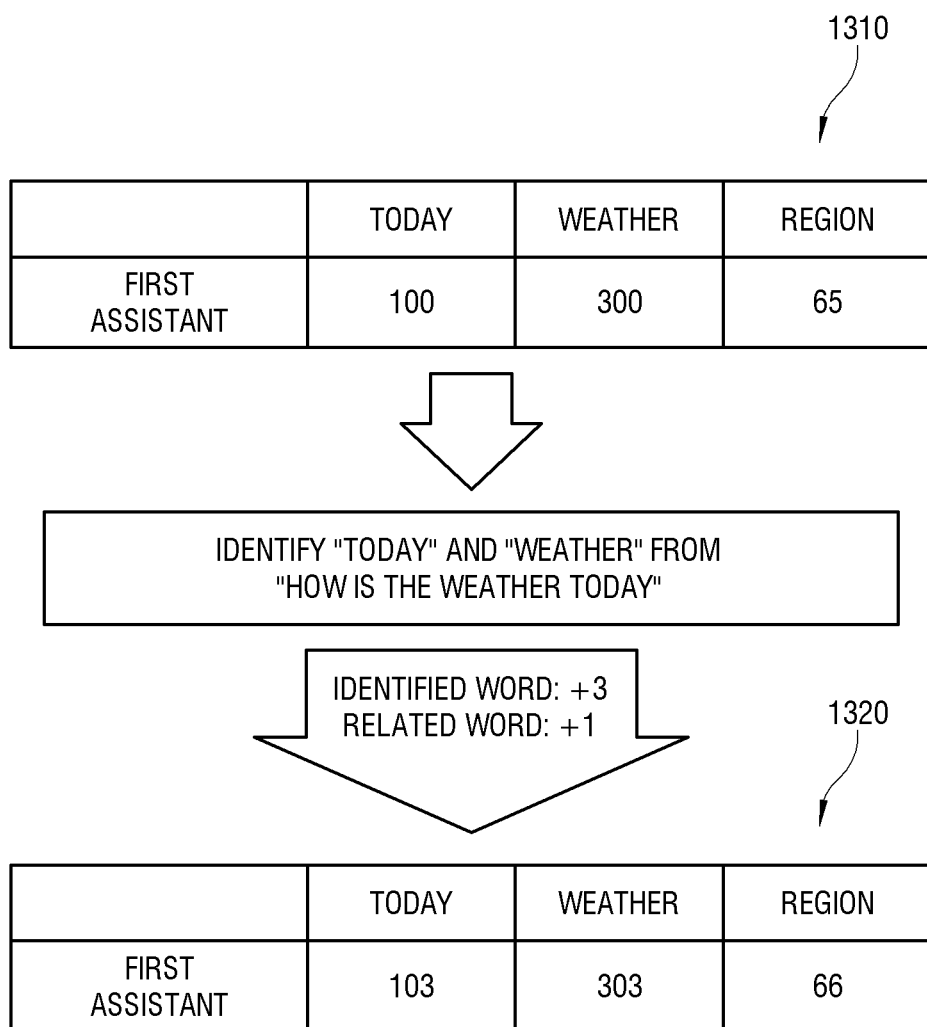 1310
TODAY WEATHER REGION
FIRST
ASSISTANT 100 300 65
IDENTIFY "TODAY" AND "WEATHER" FROM
"HOW IS THE WEATHER TODAY"
IDENTIFIED WORD: +3
RELATED WORD: +1
1320
TODAY WEATHER REGION
FIRST
ASSISTANT 103 303 66